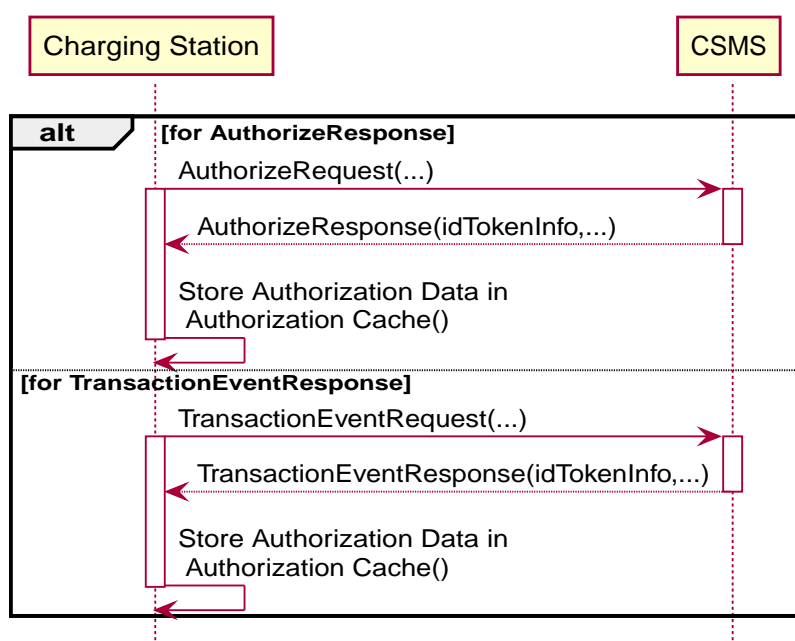 Charging Station
CSMS
alt
[for AuthorizeResponse]
AuthorizeRequest(...)
AuthorizeResponse(idTokenInfo,...)
Store Authorization Data in
Authorization Cache()
[for TransactionEventResponse]
TransactionEventRequest(...)
TransactionEventResponse(idTokenInfo,...)
Store Authorization Data in
Authorization Cache()